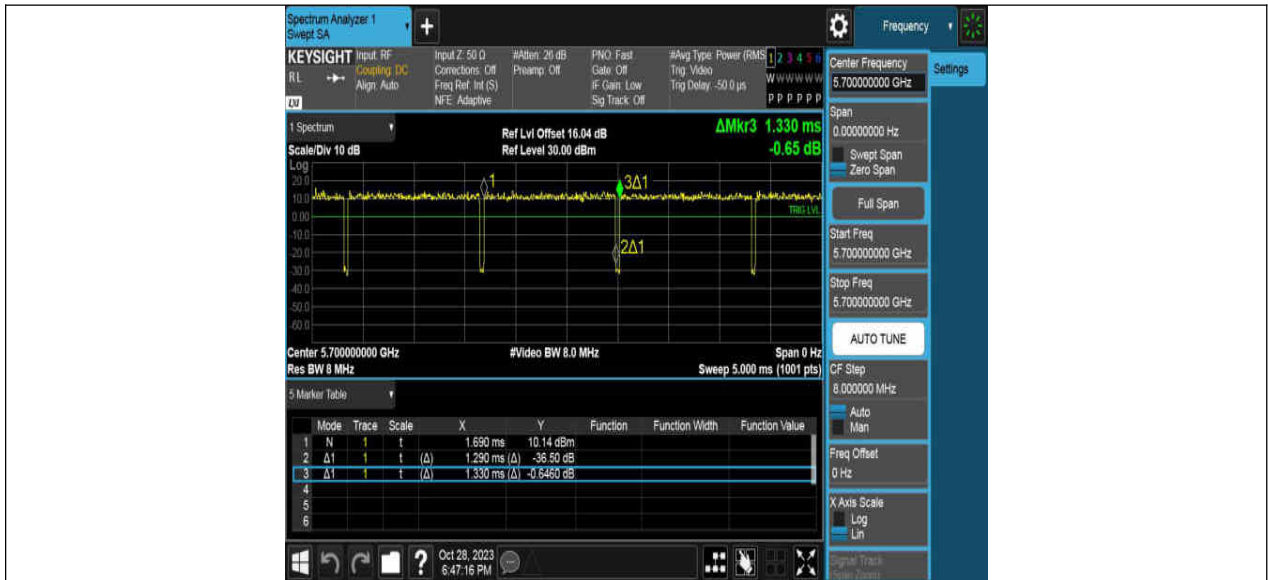 Spectrum Analyzer 1
Swept SA
+
Frequency
KEYSIGHT
RL
LXI
Input: RF
Coupling: DC
Align: Auto
Input Z: 50 Ω
Corrections: Off
Freq Ref: Int (S)
NFE: Adaptive
#Atten: 26 dB
Preamp: Off
PNO: Fast
Gate: Off
IF Gain: Low
Sig Track: Off
#Avg Type: Power (RMS
Trig: Video
Trig Delay: -50.0 µs
1 2 3 4 5 6
W W W W W W
P P P P P P
1 Spectrum
Scale/Div 10 dB
Ref Lvl Offset 16.04 dB
Ref Level 30.00 dBm
ΔMkr3 1.330 ms
-0.65 dB
Log
20.0
10.0
0.00
-10.0
-20.0
-30.0
-40.0
-50.0
-60.0
1
3Δ1
2Δ1
TRIG LVL
Center 5.700000000 GHz
#Video BW 8.0 MHz
Span 0 Hz
Res BW 8 MHz
Sweep 5.000 ms (1001 pts)
5 Marker Table
Mode Trace Scale X Y Function Function Width Function Value
1 N 1 t 1.690 ms 10.14 dBm
2 Δ1 1 t (Δ) 1.290 ms (Δ) -36.50 dB
3 Δ1 1 t (Δ) 1.330 ms (Δ) -0.6460 dB
4
5
6
Oct 28, 2023
6:47:16 PM
Center Frequency
5.700000000 GHz
Settings
Span
0.00000000 Hz
Swept Span
Zero Span
Full Span
Start Freq
5.700000000 GHz
Stop Freq
5.700000000 GHz
AUTO TUNE
CF Step
8.000000 MHz
Auto
Man
Freq Offset
0 Hz
X Axis Scale
Log
Lin
Signal Track
(Span Zoom)